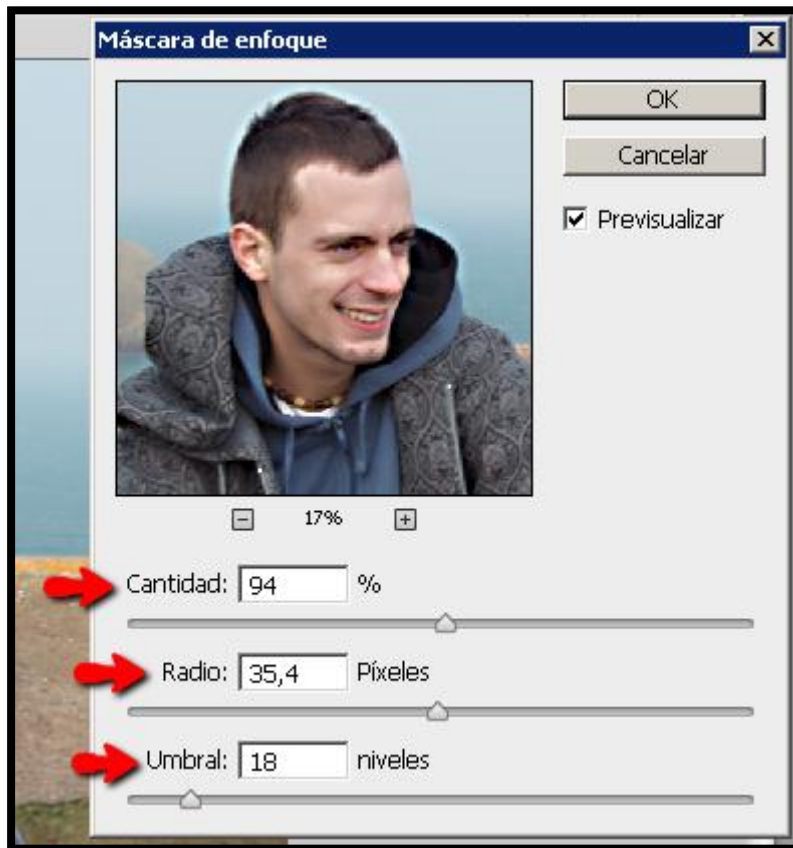 Máscara de enfoque
OK
Cancelar
Previsualizar
17%
Cantidad: 94 %
Radio: 35,4 Píxeles
Umbral: 18 niveles